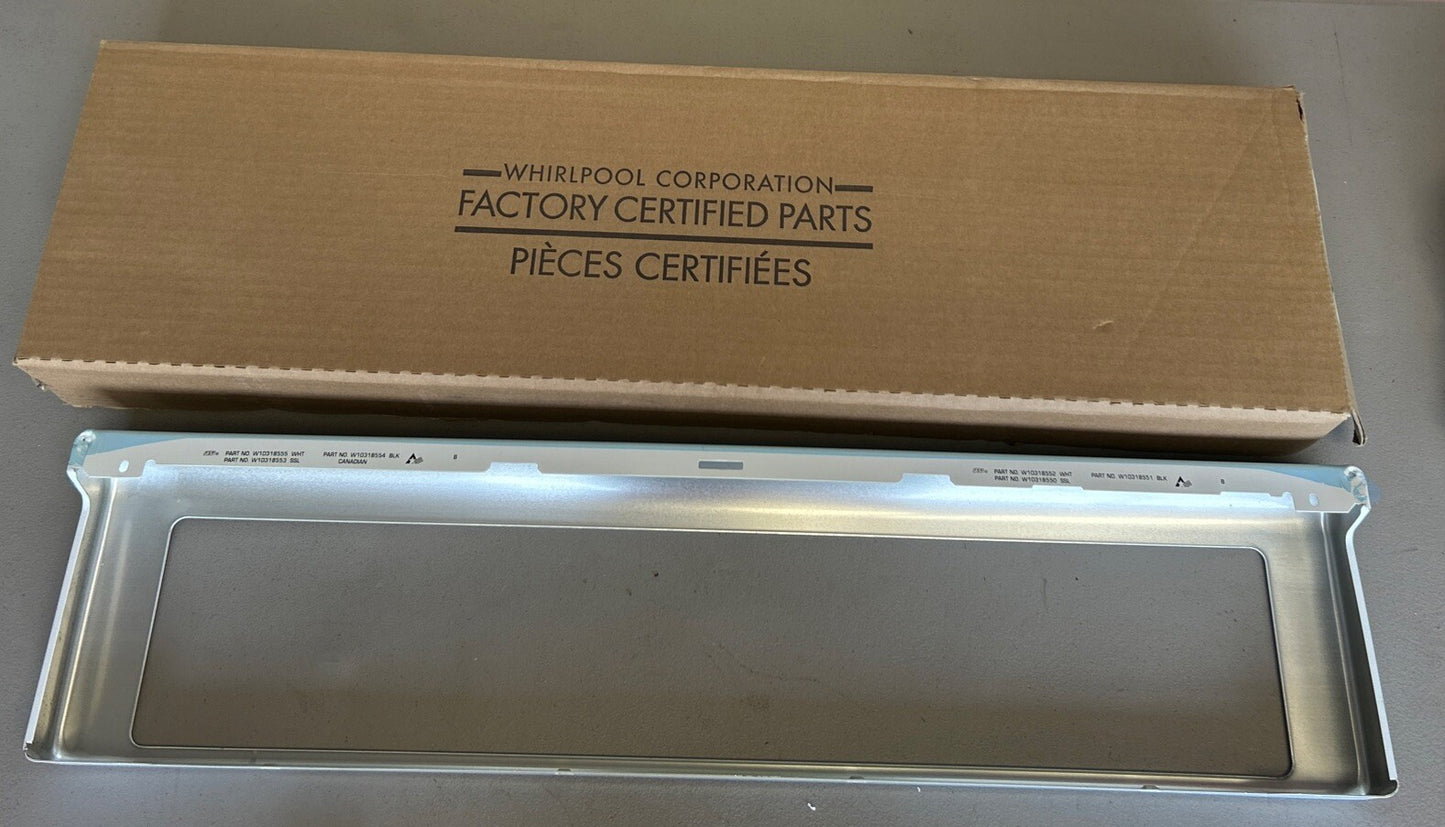 WHIRLPOOL CORPORATION
FACTORY CERTIFIED PARTS
PIÈCES CERTIFIÉES
PART NO. W10318555 WHT PART NO. W10318554 BLK B
PART NO. W10318553 SSL CANADIAN
PART NO. W10318552 WHT PART NO. W10318551 BLK B
PART NO. W10318550 SSL